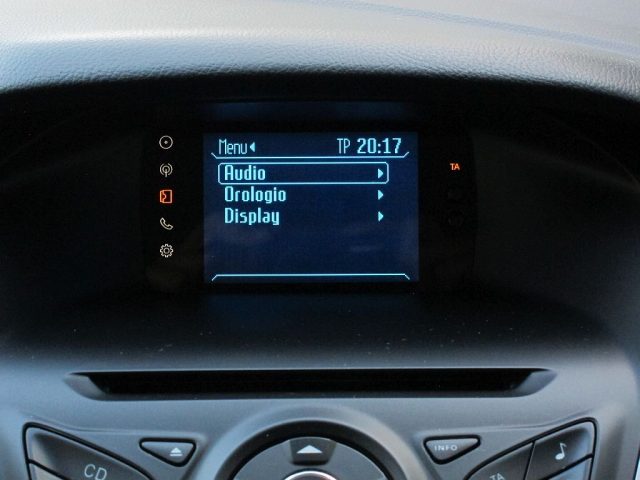 Menu TP 20:17
TA
Audio
Orologio
Display
CD
INFO
TA